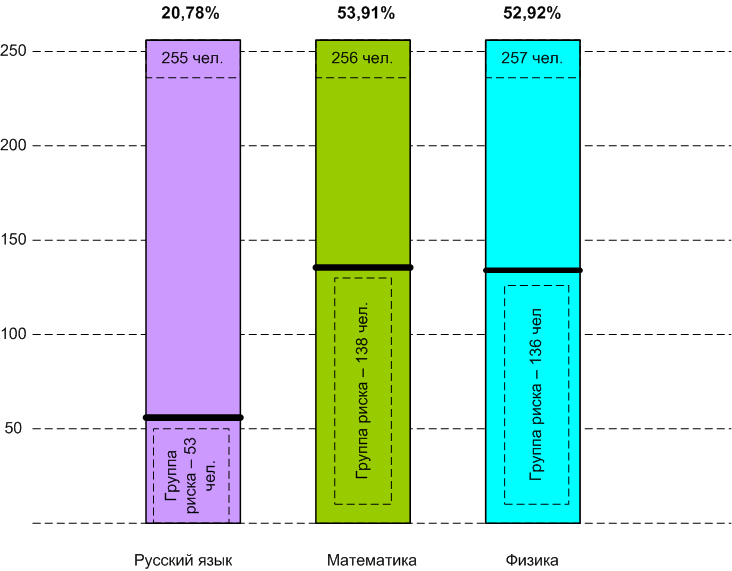 20,78%
53,91%
52,92%
250
255 чел.
256 чел.
257 чел.
200
150
100
50
Группа
риска – 53
чел.
Группа риска – 138 чел.
Группа риска – 136 чел
Русский язык
Математика
Физика